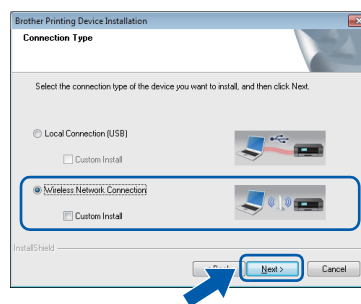 Brother Printing Device Installation
Connection Type
Select the connection type of the device you want to install, and then click Next.
Local Connection (USB)
Custom Install
Wireless Network Connection
Custom Install
InstallShield
Next >
Cancel